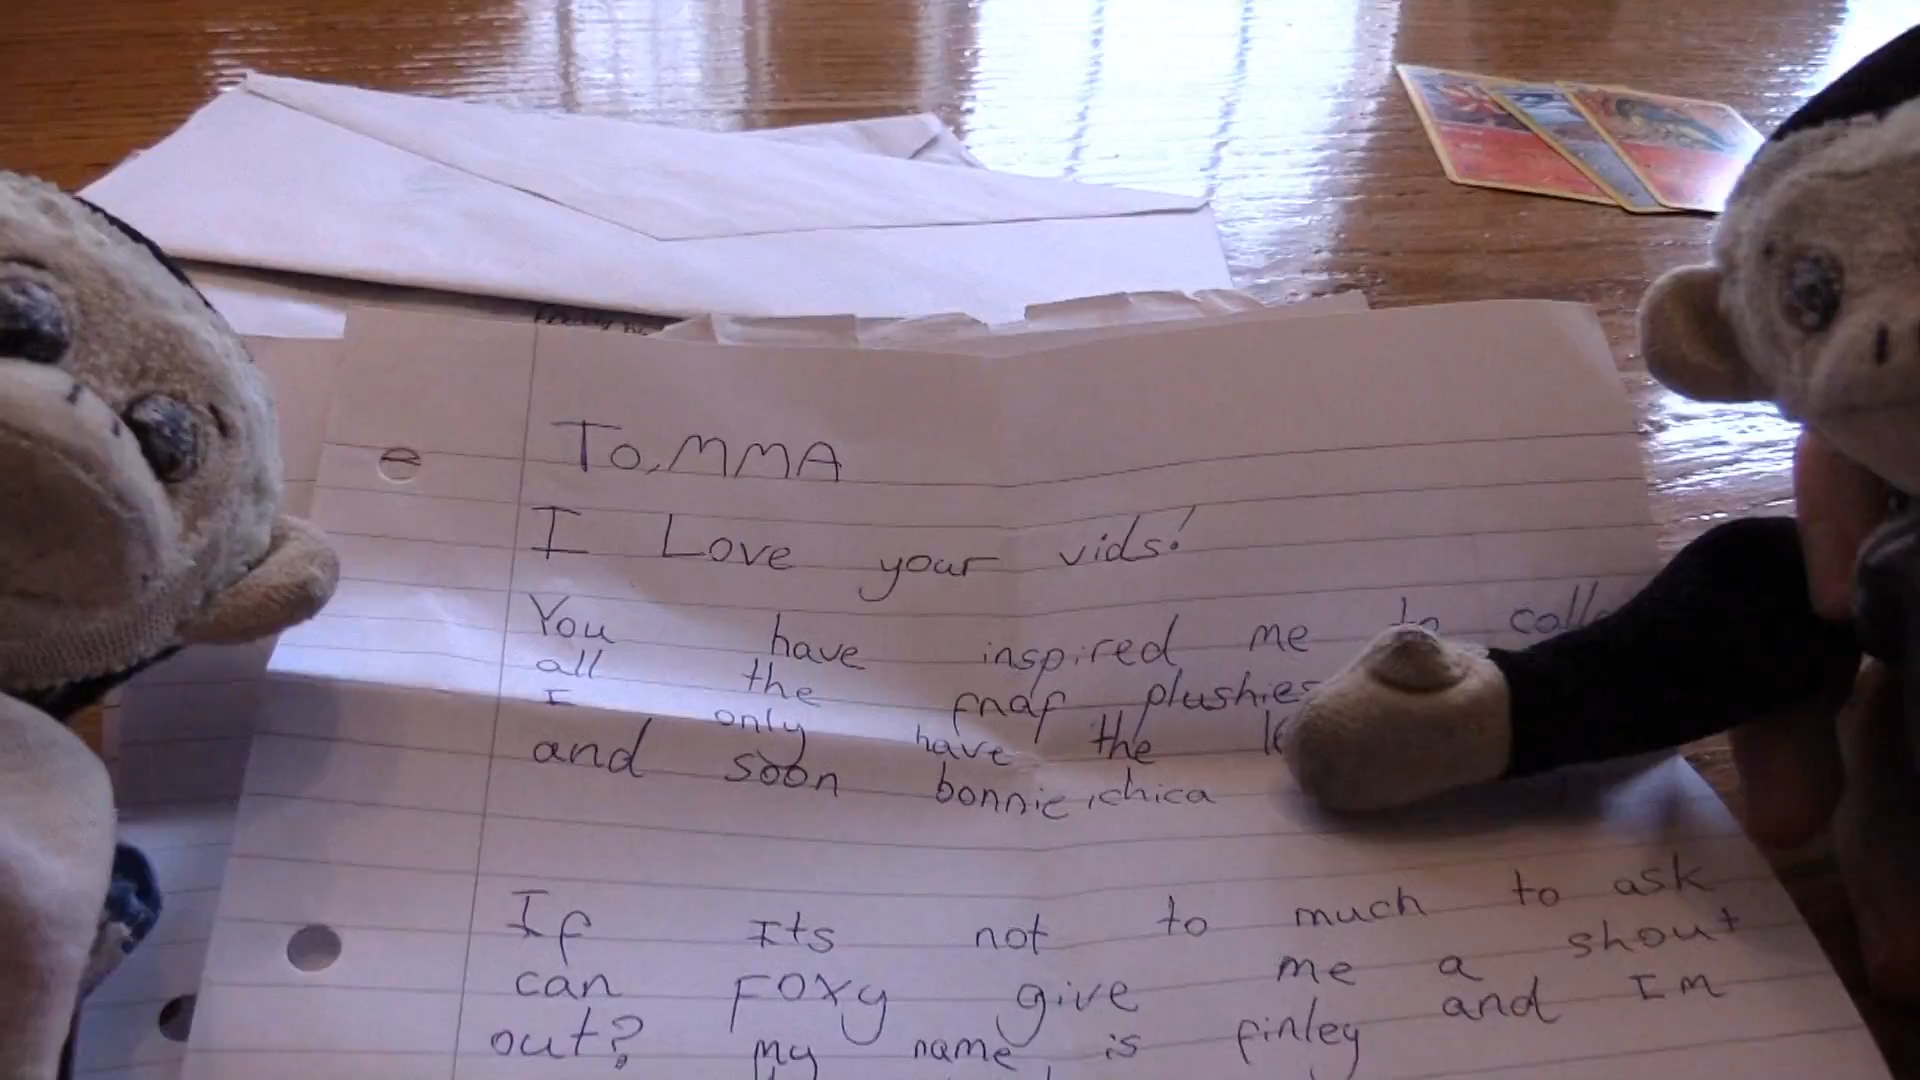 To, MMA
I Love your vids!
You have inspired me to
all the fnaf plushies
I only have the
and soon bonnie, chica
If Its not to much to ask
can FOXY give me a shout
out? my name is finley and Im